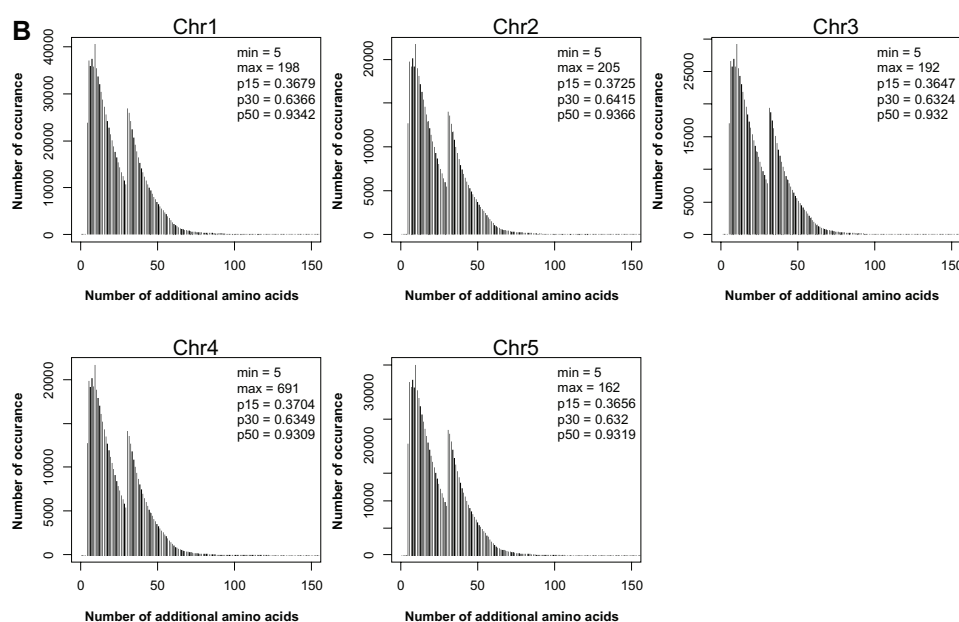 B
Chr1
Number of occurance
0 10000 20000 30000 40000
min = 5
max = 198
p15 = 0.3679
p30 = 0.6366
p50 = 0.9342
0 50 100 150
Number of additional amino acids
Chr2
Number of occurance
0 5000 10000 20000
min = 5
max = 205
p15 = 0.3725
p30 = 0.6415
p50 = 0.9366
0 50 100 150
Number of additional amino acids
Chr3
Number of occurance
0 5000 15000 25000
min = 5
max = 192
p15 = 0.3647
p30 = 0.6324
p50 = 0.932
0 50 100 150
Number of additional amino acids
Chr4
Number of occurance
0 5000 10000 20000
min = 5
max = 691
p15 = 0.3704
p30 = 0.6349
p50 = 0.9309
0 50 100 150
Number of additional amino acids
Chr5
Number of occurance
0 10000 20000 30000
min = 5
max = 162
p15 = 0.3656
p30 = 0.632
p50 = 0.9319
0 50 100 150
Number of additional amino acids